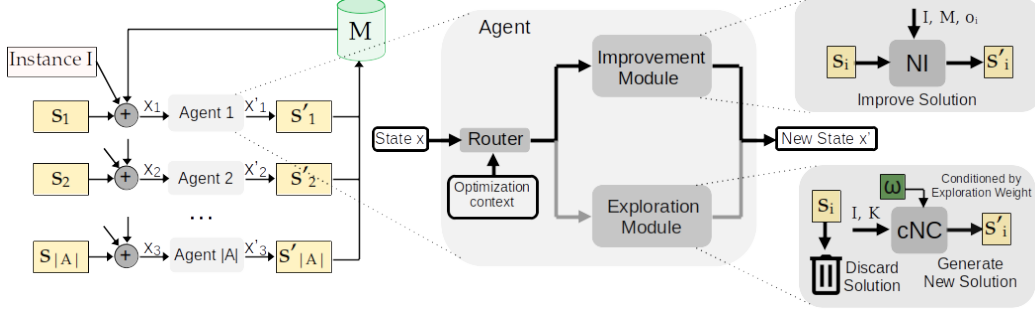 M
Instance I
S1
+
X1
Agent 1
X'1
S'1
S2
+
X2
Agent 2
X'2
S'2
...
S|A|
+
X3
Agent |A|
X'3
S'|A|
Agent
State x
Router
Optimization
context
Improvement
Module
Exploration
Module
New State x'
I, M, oi
Si
NI
S'i
Improve Solution
ω
Conditioned by
Exploration Weight
Si
I, K
cNC
S'i
Discard
Solution
Generate
New Solution